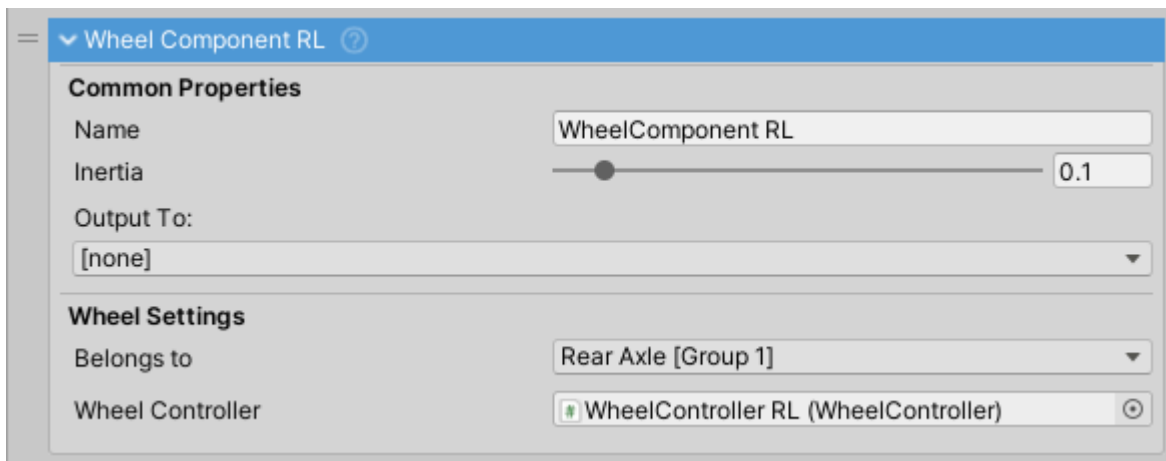 Wheel Component RL ?
Common Properties
Name WheelComponent RL
Inertia 0.1
Output To:
[none]
Wheel Settings
Belongs to Rear Axle [Group 1]
Wheel Controller # WheelController RL (WheelController)